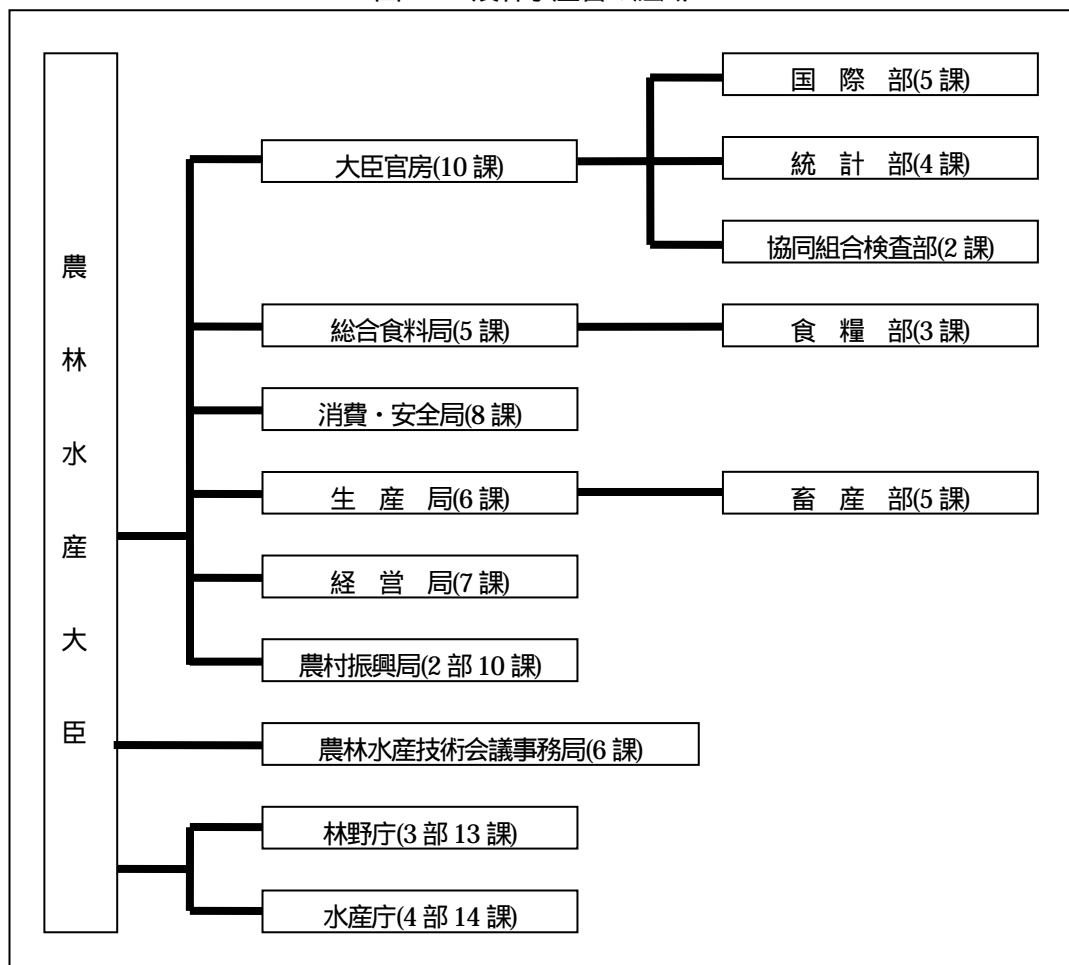 農林水産大臣
大臣官房(10 課)
国 際 部(5 課)
統 計 部(4 課)
協同組合検査部(2 課)
総合食料局(5 課)
食 糧 部(3 課)
消費・安全局(8 課)
生 産 局(6 課)
畜 産 部(5 課)
経 営 局(7 課)
農村振興局(2 部 10 課)
農林水産技術会議事務局(6 課)
林野庁(3 部 13 課)
水産庁(4 部 14 課)